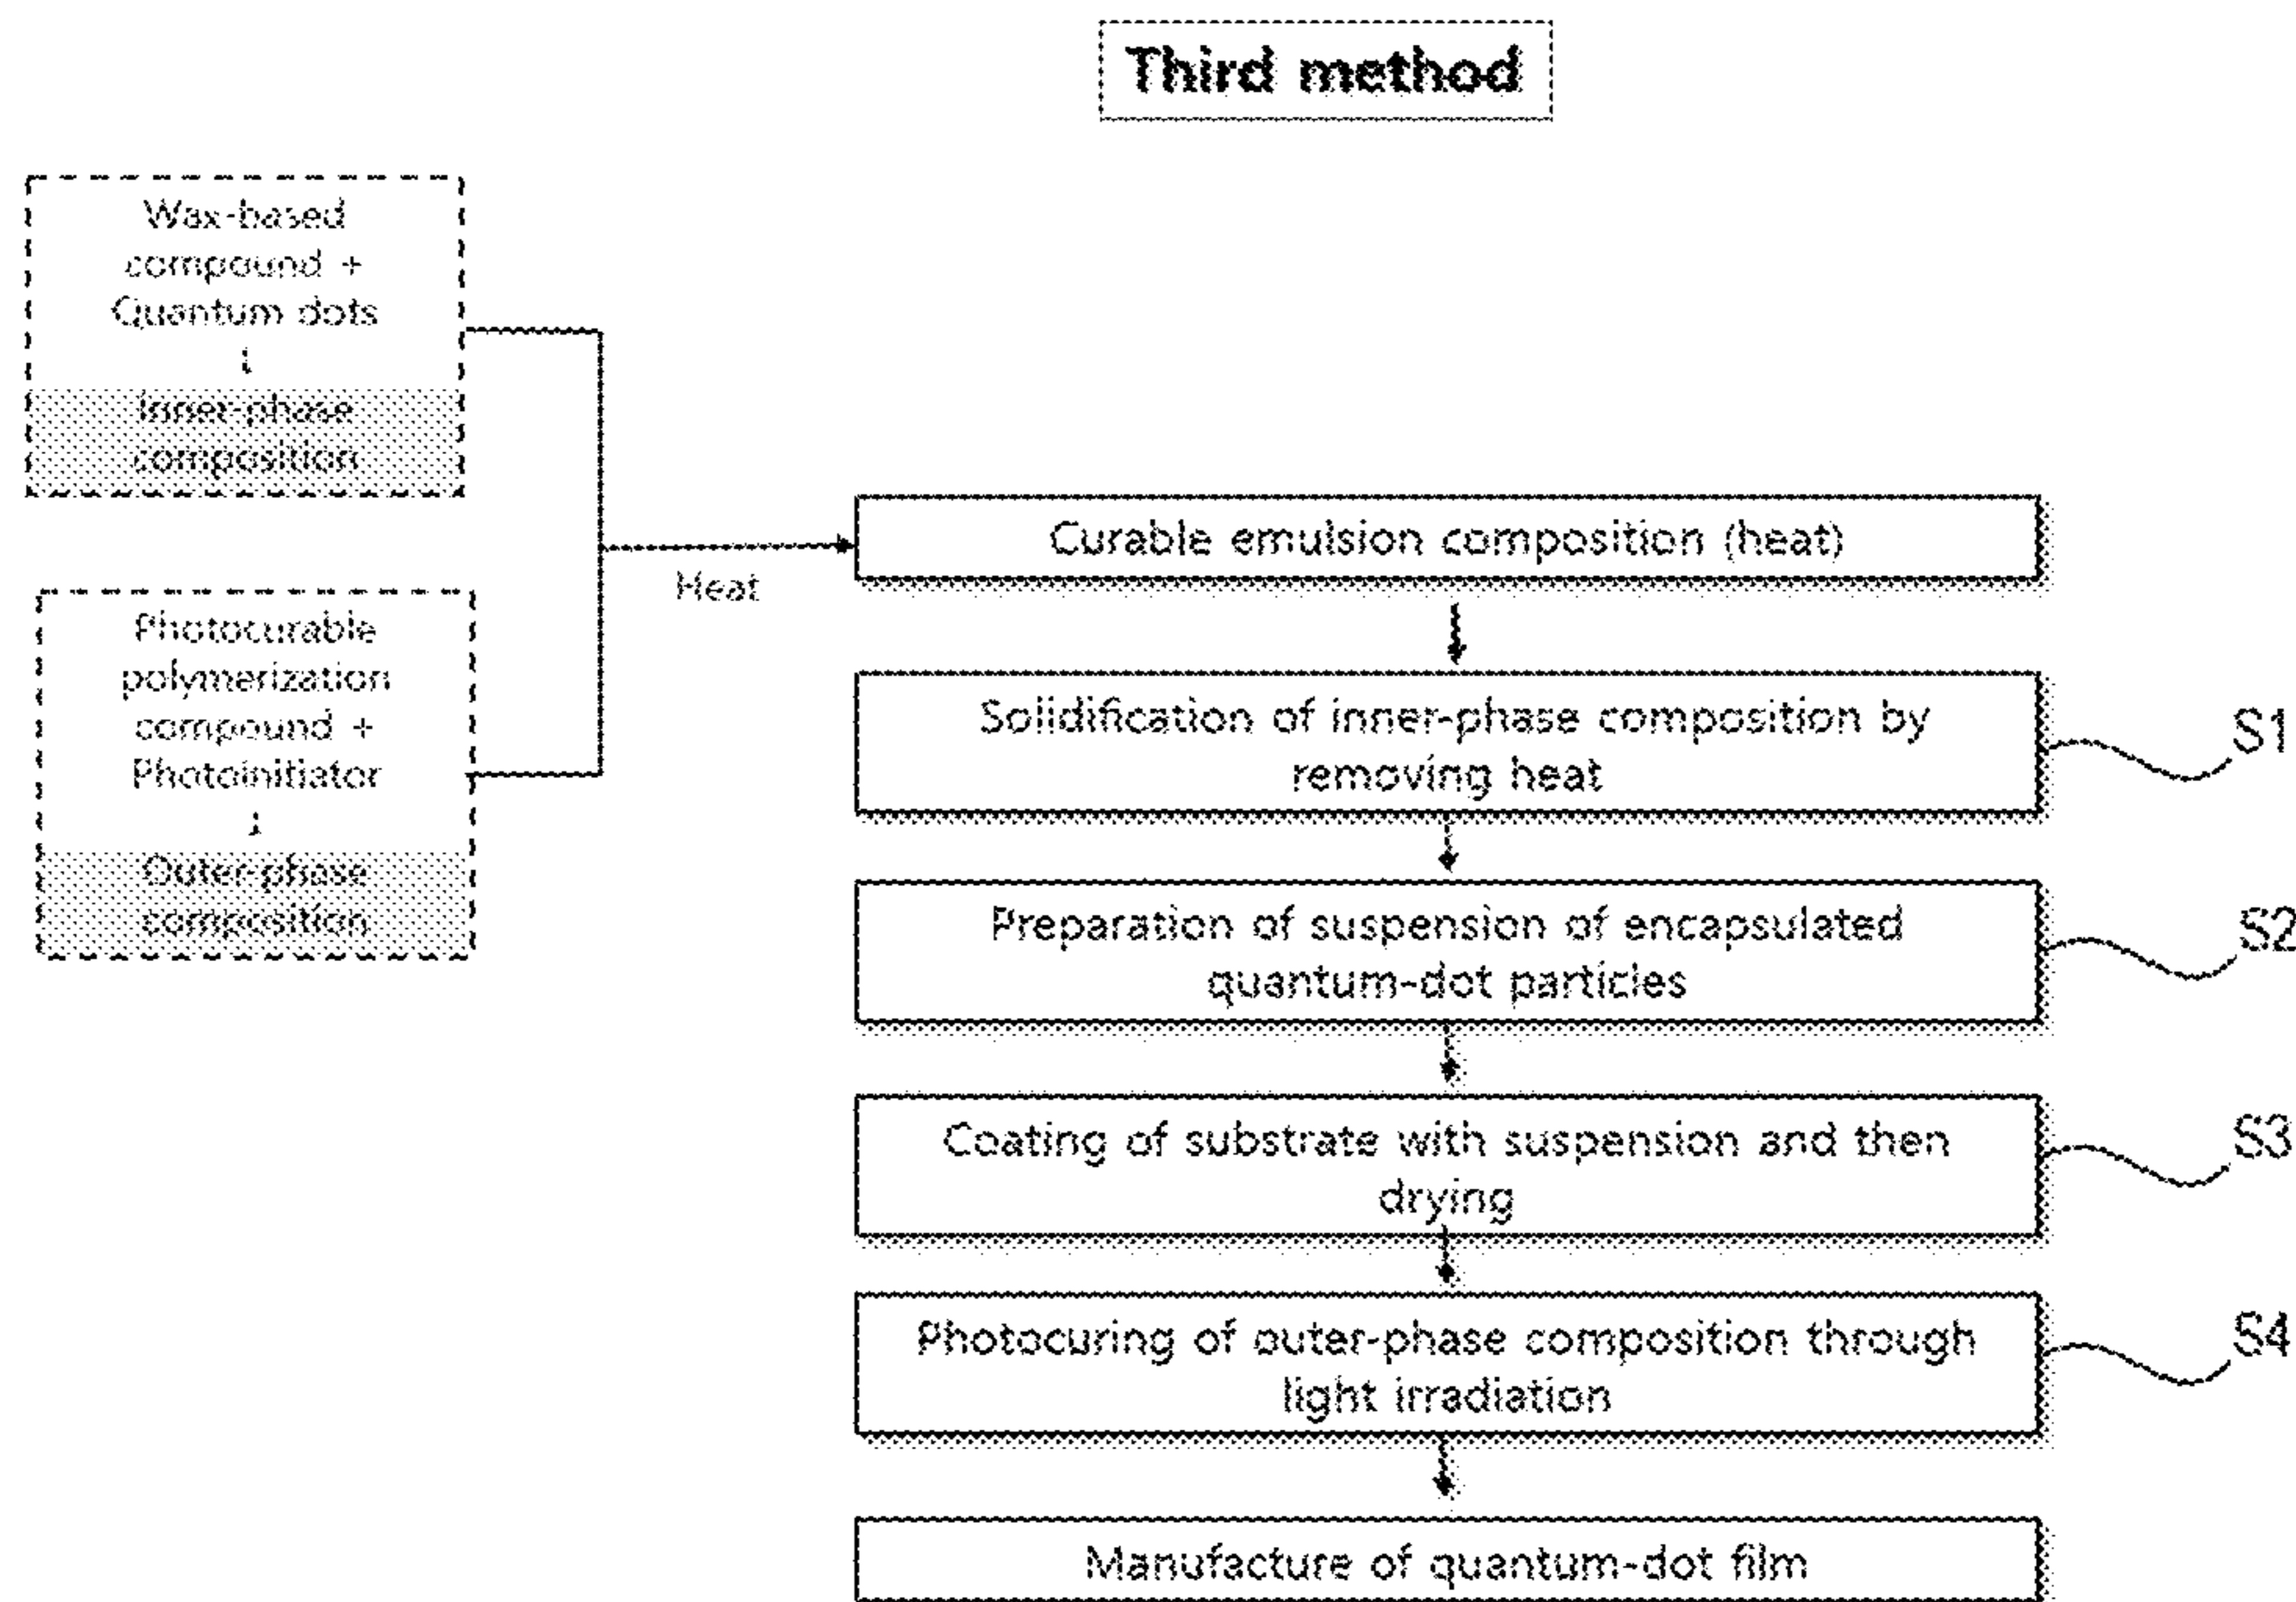 Third method
Wax-based
compound +
Quantum dots
↓
Inner-phase
composition
Photocurable
polymerization
compound +
Photoinitiator
↓
Outer-phase
composition
Heat
Curable emulsion composition (heat)
Solidification of inner-phase composition by
removing heat
S1
Preparation of suspension of encapsulated
quantum-dot particles
S2
Coating of substrate with suspension and then
drying
S3
Photocuring of outer-phase composition through
light irradiation
S4
Manufacture of quantum-dot film